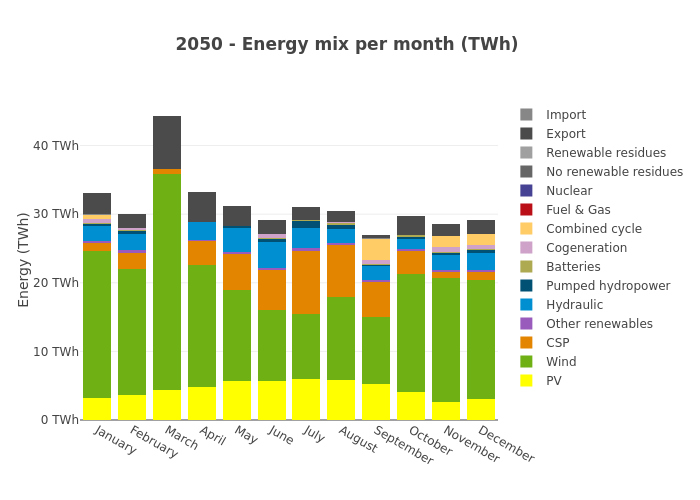 2050 - Energy mix per month (TWh)
Energy (TWh)
40 TWh
30 TWh
20 TWh
10 TWh
0 TWh
January
February
March
April
May
June
July
August
September
October
November
December
Import
Export
Renewable residues
No renewable residues
Nuclear
Fuel & Gas
Combined cycle
Cogeneration
Batteries
Pumped hydropower
Hydraulic
Other renewables
CSP
Wind
PV